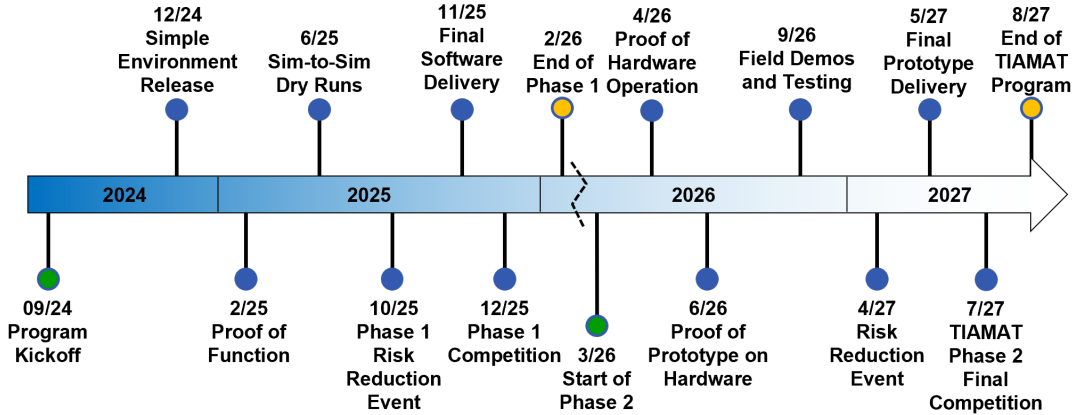 12/24
Simple
Environment
Release
6/25
Sim-to-Sim
Dry Runs
11/25
Final
Software
Delivery
2/26
End of
Phase 1
4/26
Proof of
Hardware
Operation
9/26
Field Demos
and Testing
5/27
Final
Prototype
Delivery
8/27
End of
TIAMAT
Program
2024
2025
2026
2027
09/24
Program
Kickoff
2/25
Proof of
Function
10/25
Phase 1
Risk
Reduction
Event
12/25
Phase 1
Competition
3/26
Start of
Phase 2
6/26
Proof of
Prototype on
Hardware
4/27
Risk
Reduction
Event
7/27
TIAMAT
Phase 2
Final
Competition